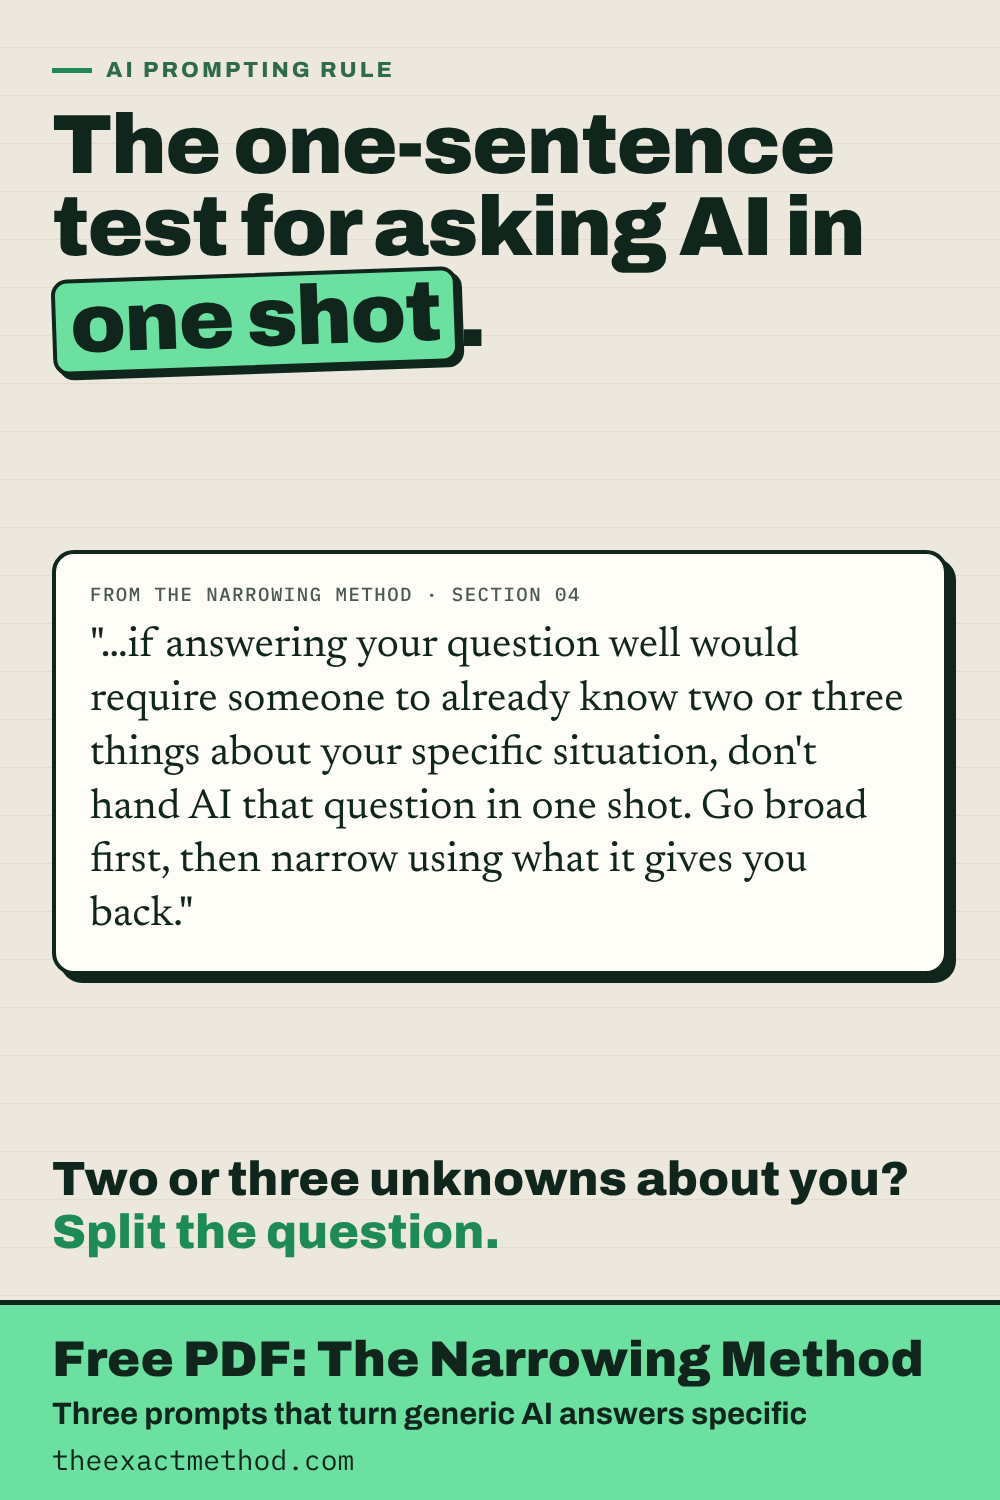 AI PROMPTING RULE
The one-sentence
test for asking AI in
one shot.
FROM THE NARROWING METHOD · SECTION 04
"...if answering your question well would
require someone to already know two or three
things about your specific situation, don't
hand AI that question in one shot. Go broad
first, then narrow using what it gives you
back."
Two or three unknowns about you?
Split the question.
Free PDF: The Narrowing Method
Three prompts that turn generic AI answers specific
theexactmethod.com